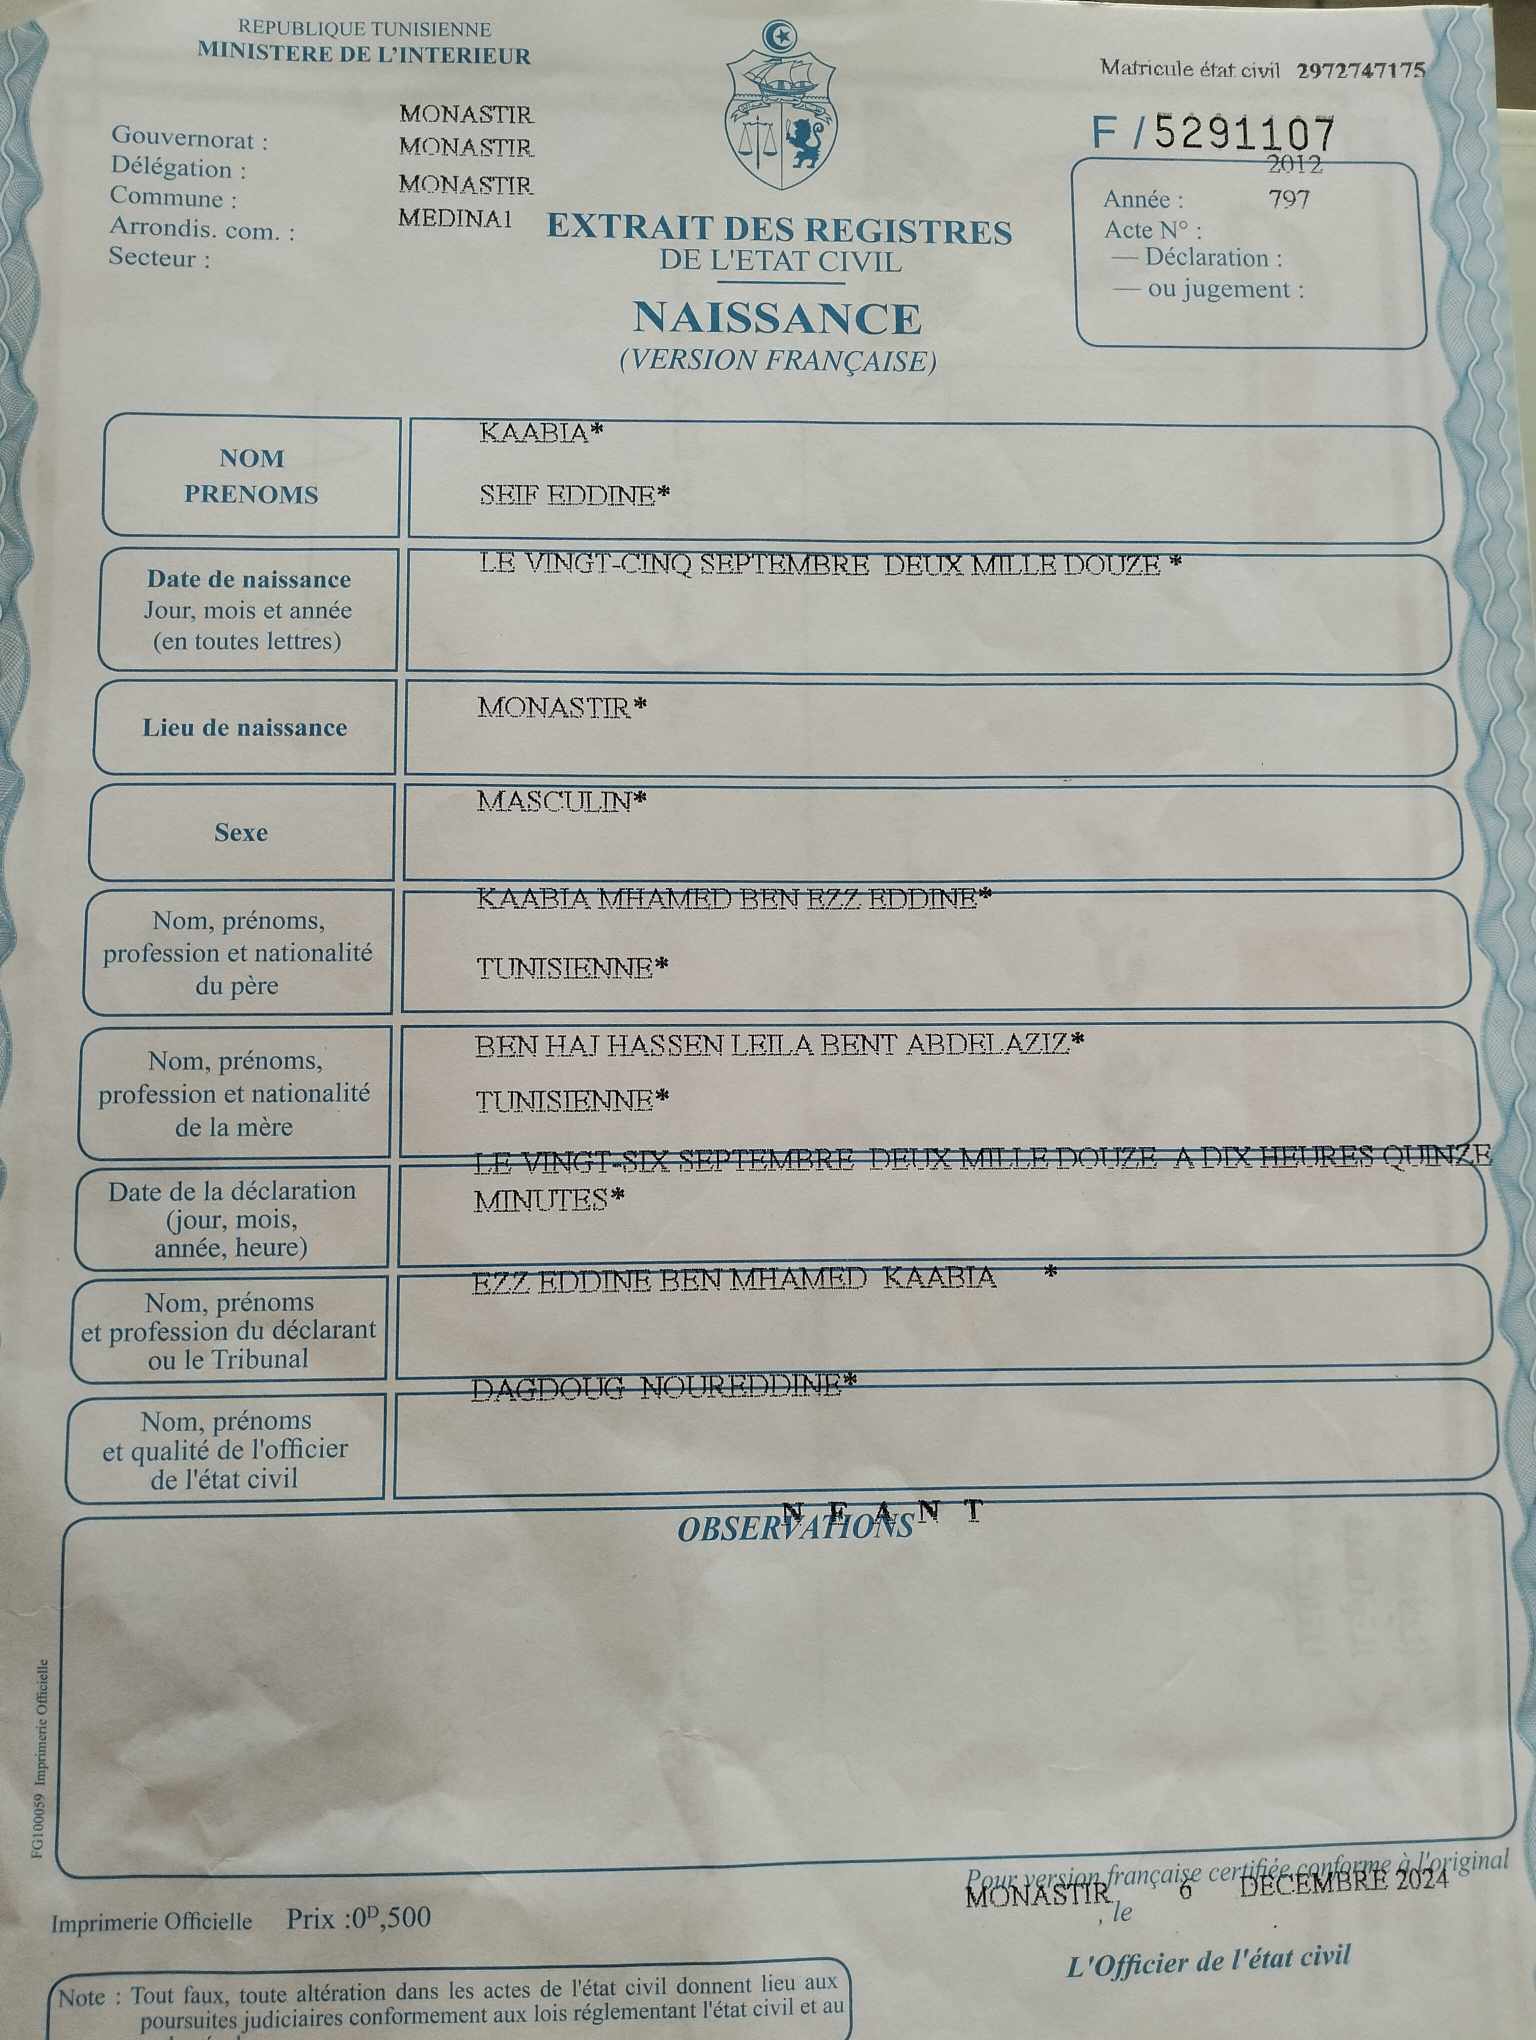 REPUBLIQUE TUNISIENNE
MINISTERE DE L'INTERIEUR
Matricule état civil 2972747175
F / 5291107
Gouvernorat : MONASTIR
Délégation : MONASTIR
Commune : MONASTIR
Arrondis. com. : MEDINA1
Secteur :
2012
Année : 797
Acte N° :
— Déclaration :
— ou jugement :
EXTRAIT DES REGISTRES
DE L'ETAT CIVIL
NAISSANCE
(VERSION FRANÇAISE)
NOM
PRENOMS
KAABIA*
SEIF EDDINE*
Date de naissance
Jour, mois et année
(en toutes lettres)
LE VINGT-CINQ SEPTEMBRE DEUX MILLE DOUZE *
Lieu de naissance
MONASTIR*
Sexe
MASCULIN*
Nom, prénoms,
profession et nationalité
du père
KAABIA MHAMED BEN EZZ EDDINE*
TUNISIENNE*
Nom, prénoms,
profession et nationalité
de la mère
BEN HAJ HASSEN LEILA BENT ABDELAZIZ*
TUNISIENNE*
Date de la déclaration
(jour, mois,
année, heure)
LE VINGT-SIX SEPTEMBRE DEUX MILLE DOUZE A DIX HEURES QUINZE
MINUTES*
Nom, prénoms
et profession du déclarant
ou le Tribunal
EZZ EDDINE BEN MHAMED KAABIA *
Nom, prénoms
et qualité de l'officier
de l'état civil
DAGDOUG NOUREDDINE*
N E A N T
OBSERVATIONS
FG100059 Imprimerie Officielle
Pour version française certifiée conforme à l'original
MONASTIR, le 6 DECEMBRE 2024
L'Officier de l'état civil
Imprimerie Officielle Prix :0ᴰ,500
Note : Tout faux, toute altération dans les actes de l'état civil donnent lieu aux
poursuites judiciaires conformement aux lois réglementant l'état civil et au